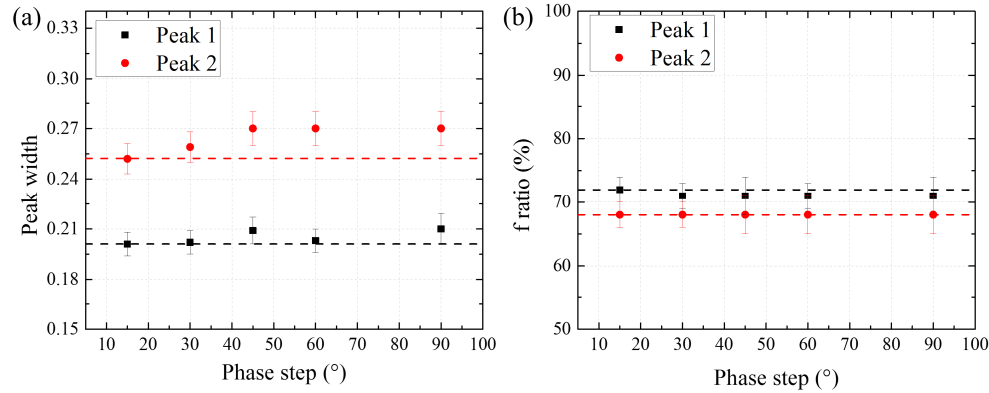 (a)
Peak 1
Peak 2
0.33
0.30
0.27
0.24
0.21
0.18
0.15
Peak width
10 20 30 40 50 60 70 80 90 100
Phase step (°)
(b)
Peak 1
Peak 2
100
90
80
70
60
50
f ratio (%)
10 20 30 40 50 60 70 80 90 100
Phase step (°)